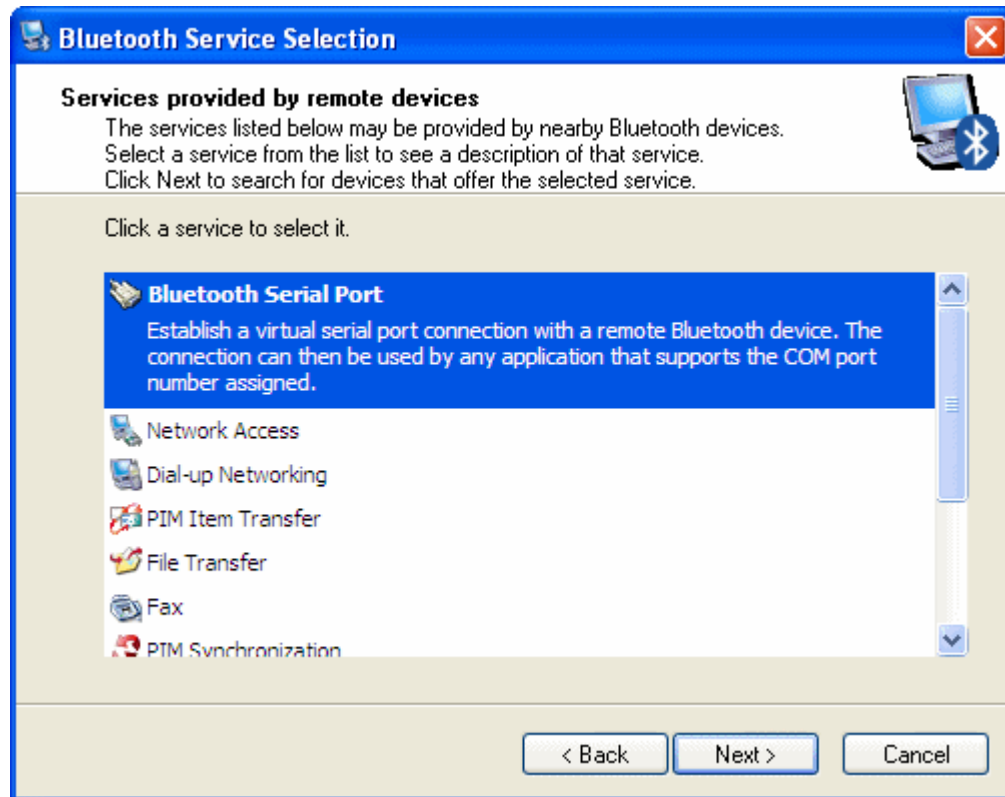 Bluetooth Service Selection
Services provided by remote devices
The services listed below may be provided by nearby Bluetooth devices.
Select a service from the list to see a description of that service.
Click Next to search for devices that offer the selected service.
Click a service to select it.
Bluetooth Serial Port
Establish a virtual serial port connection with a remote Bluetooth device. The
connection can then be used by any application that supports the COM port
number assigned.
Network Access
Dial-up Networking
PIM Item Transfer
File Transfer
Fax
PIM Synchronization
< Back
Next >
Cancel